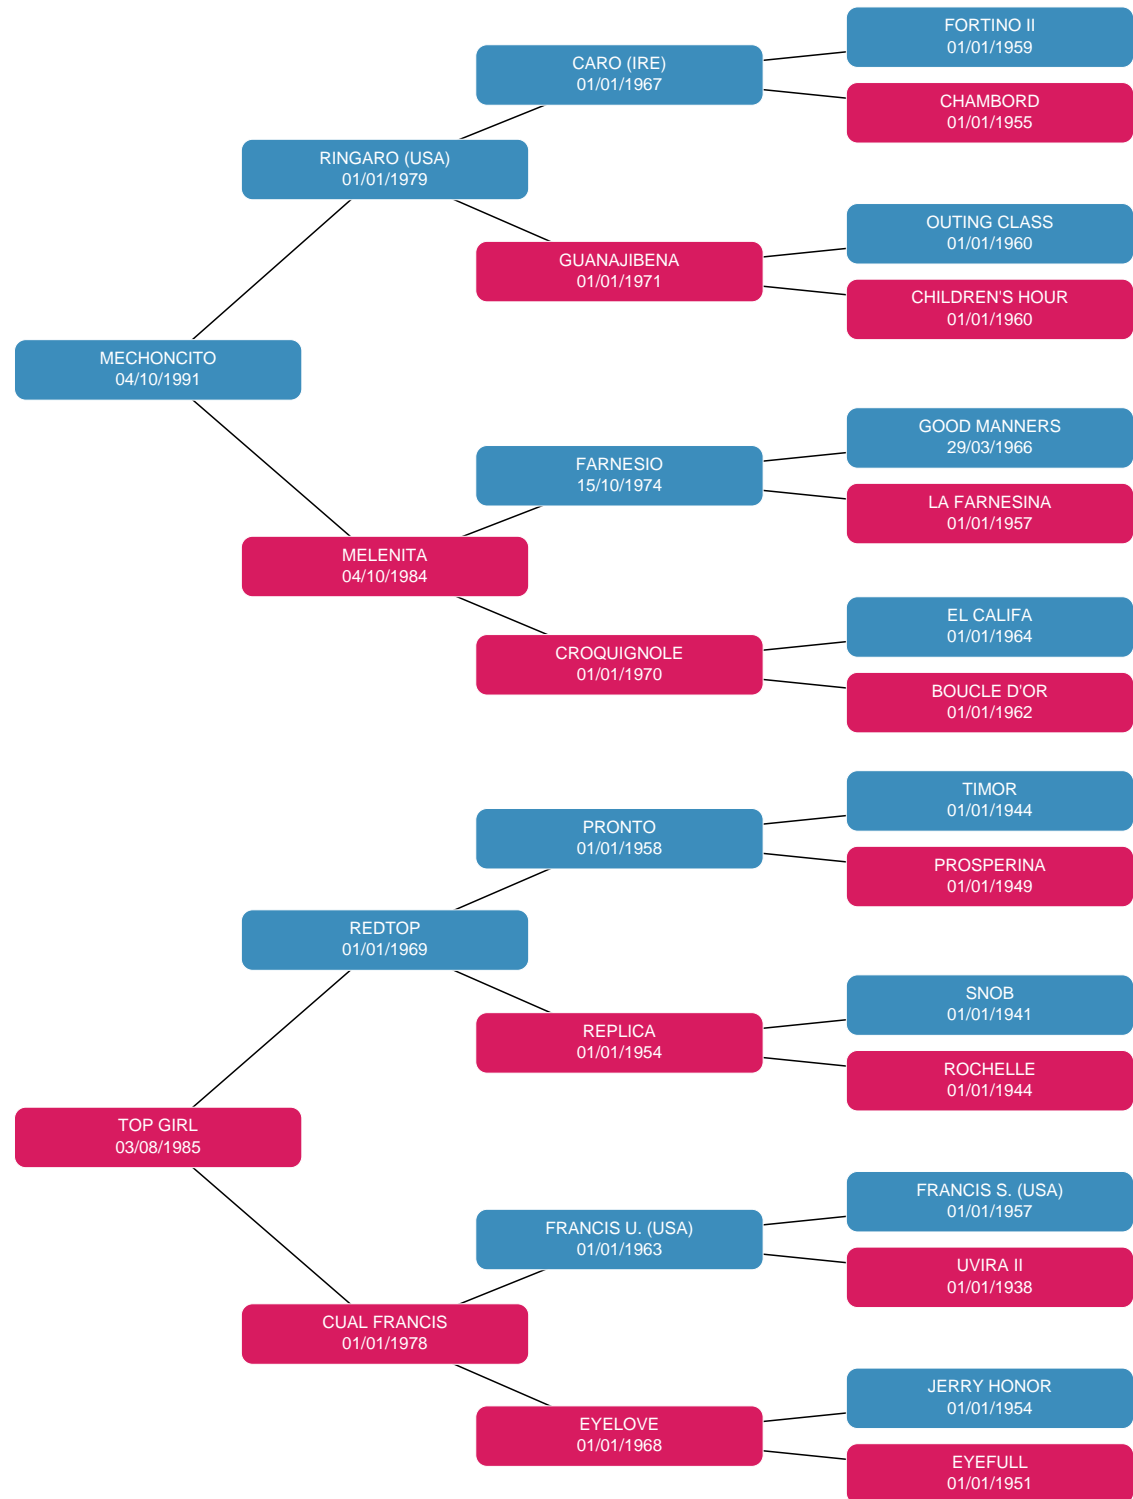 FORTINO II
01/01/1959
CARO (IRE)
01/01/1967
CHAMBORD
01/01/1955
RINGARO (USA)
01/01/1979
OUTING CLASS
01/01/1960
GUANAJIBENA
01/01/1971
CHILDREN'S HOUR
01/01/1960
MECHONCITO
04/10/1991
GOOD MANNERS
29/03/1966
FARNESIO
15/10/1974
LA FARNESINA
01/01/1957
MELENITA
04/10/1984
EL CALIFA
01/01/1964
CROQUIGNOLE
01/01/1970
BOUCLE D'OR
01/01/1962
TIMOR
01/01/1944
PRONTO
01/01/1958
PROSPERINA
01/01/1949
REDTOP
01/01/1969
SNOB
01/01/1941
REPLICA
01/01/1954
ROCHELLE
01/01/1944
TOP GIRL
03/08/1985
FRANCIS S. (USA)
01/01/1957
FRANCIS U. (USA)
01/01/1963
UVIRA II
01/01/1938
CUAL FRANCIS
01/01/1978
JERRY HONOR
01/01/1954
EYELOVE
01/01/1968
EYEFULL
01/01/1951